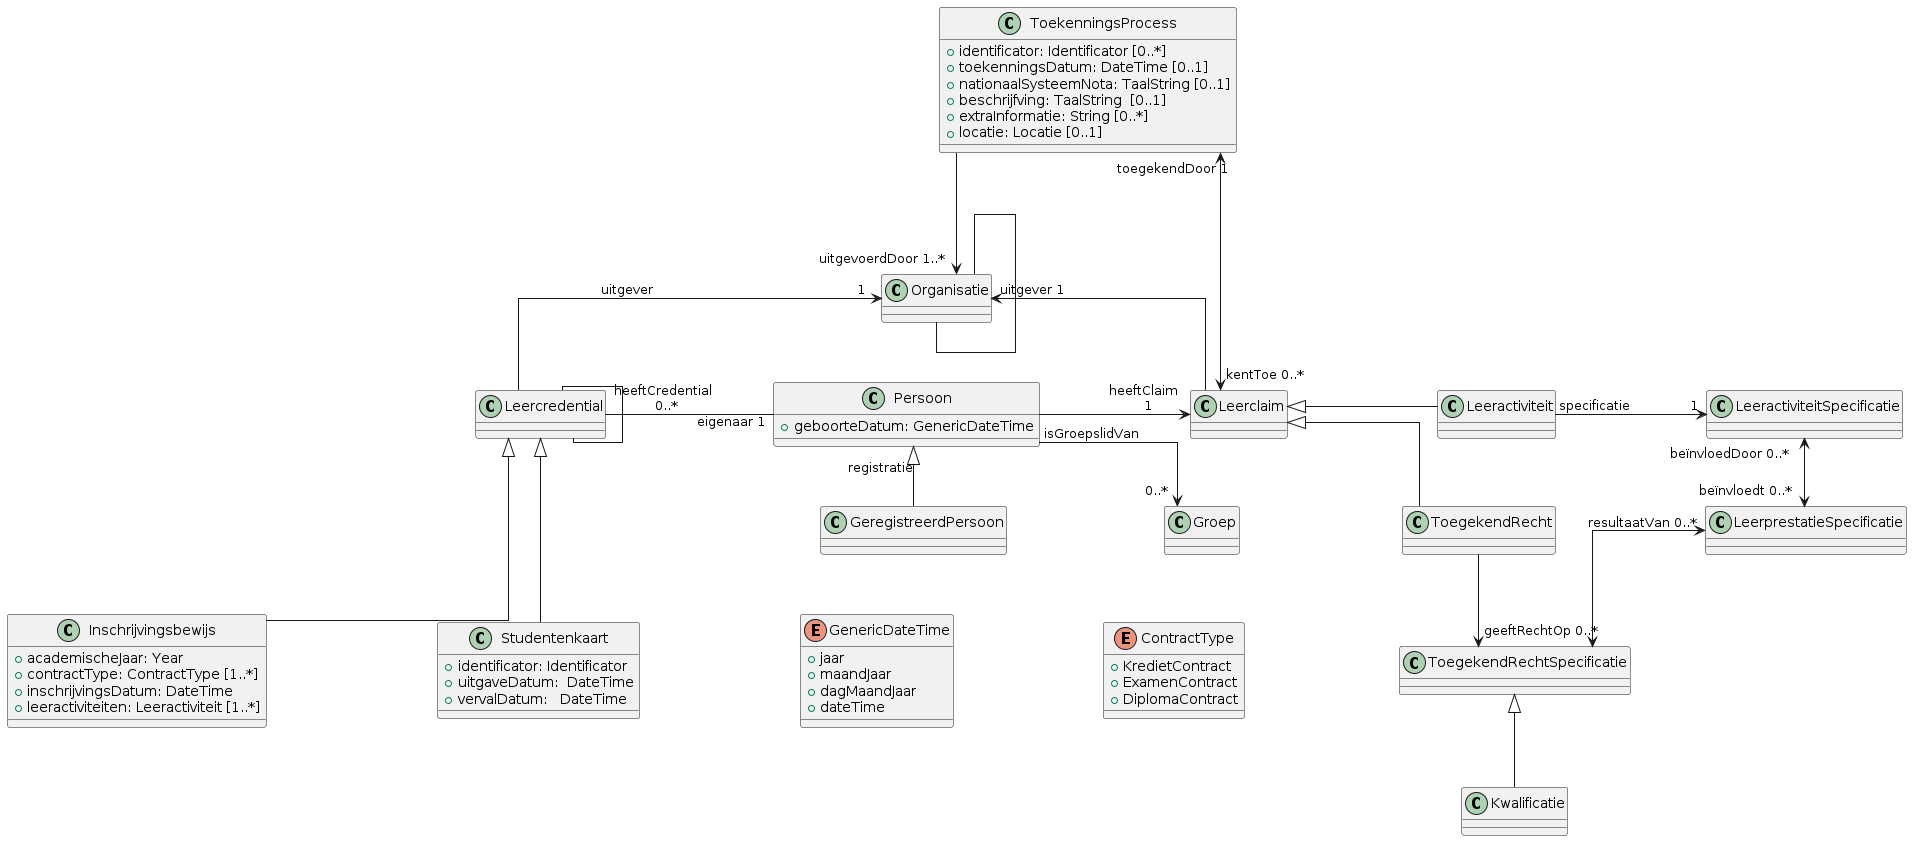 C ToekenningsProcess
identificator: Identificator [0..*]
toekenningsDatum: DateTime [0..1]
nationaalSysteemNota: TaalString [0..1]
beschrijfving: TaalString  [0..1]
extraInformatie: String [0..*]
locatie: Locatie [0..1]
toegekendDoor 1
uitgevoerdDoor 1..*
uitgever
1
C Organisatie
uitgever 1
kentToe 0..*
C Leercredential
heeftCredential
0..*
eigenaar 1
C Persoon
geboorteDatum: GenericDateTime
heeftClaim
1
C Leerclaim
C Leeractiviteit
specificatie
1
C LeeractiviteitSpecificatie
isGroepslidVan
0..*
registratie
beïnvloedDoor 0..*
beïnvloedt 0..*
C GeregistreerdPersoon
C Groep
C ToegekendRecht
resultaatVan 0..*
C LeerprestatieSpecificatie
C Inschrijvingsbewijs
academischeJaar: Year
contractType: ContractType [1..*]
inschrijvingsDatum: DateTime
leeractiviteiten: Leeractiviteit [1..*]
C Studentenkaart
identificator: Identificator
uitgaveDatum:  DateTime
vervalDatum:   DateTime
E GenericDateTime
jaar
maandJaar
dagMaandJaar
dateTime
E ContractType
KredietContract
ExamenContract
DiplomaContract
geeftRechtOp 0..*
C ToegekendRechtSpecificatie
C Kwalificatie